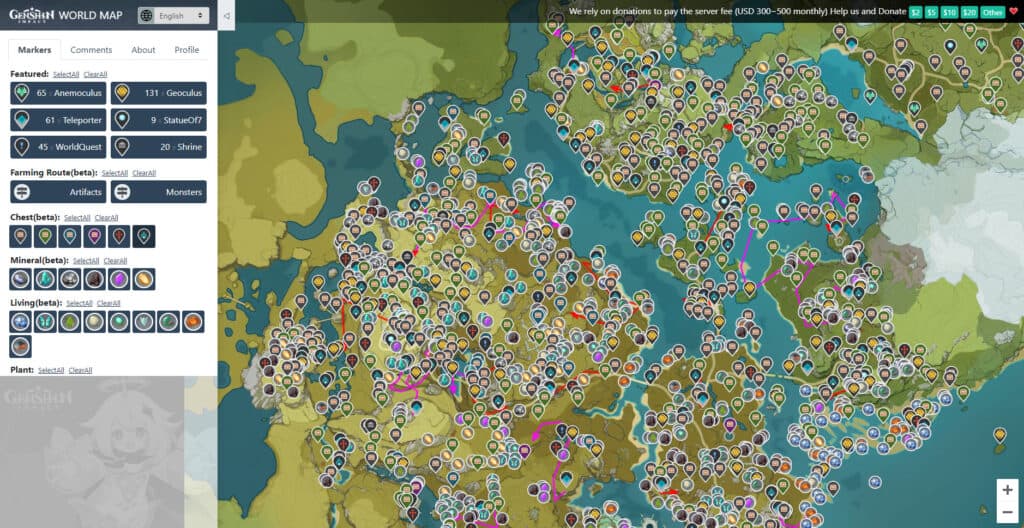 GENSHIN
IMPACT
WORLD MAP
English
We rely on donations to pay the server fee (USD 300~500 monthly) Help us and Donate $2 $5 $10 $20 Other
Markers Comments About Profile
Featured: SelectAll ClearAll
65 : Anemoculus 131 : Geoculus
61 : Teleporter 9 : StatueOf7
45 : WorldQuest 20 : Shrine
Farming Route(beta): SelectAll ClearAll
Artifacts Monsters
Chest(beta): SelectAll ClearAll
Mineral(beta): SelectAll ClearAll
Living(beta): SelectAll ClearAll
Plant: SelectAll ClearAll
GENSHIN
IMPACT